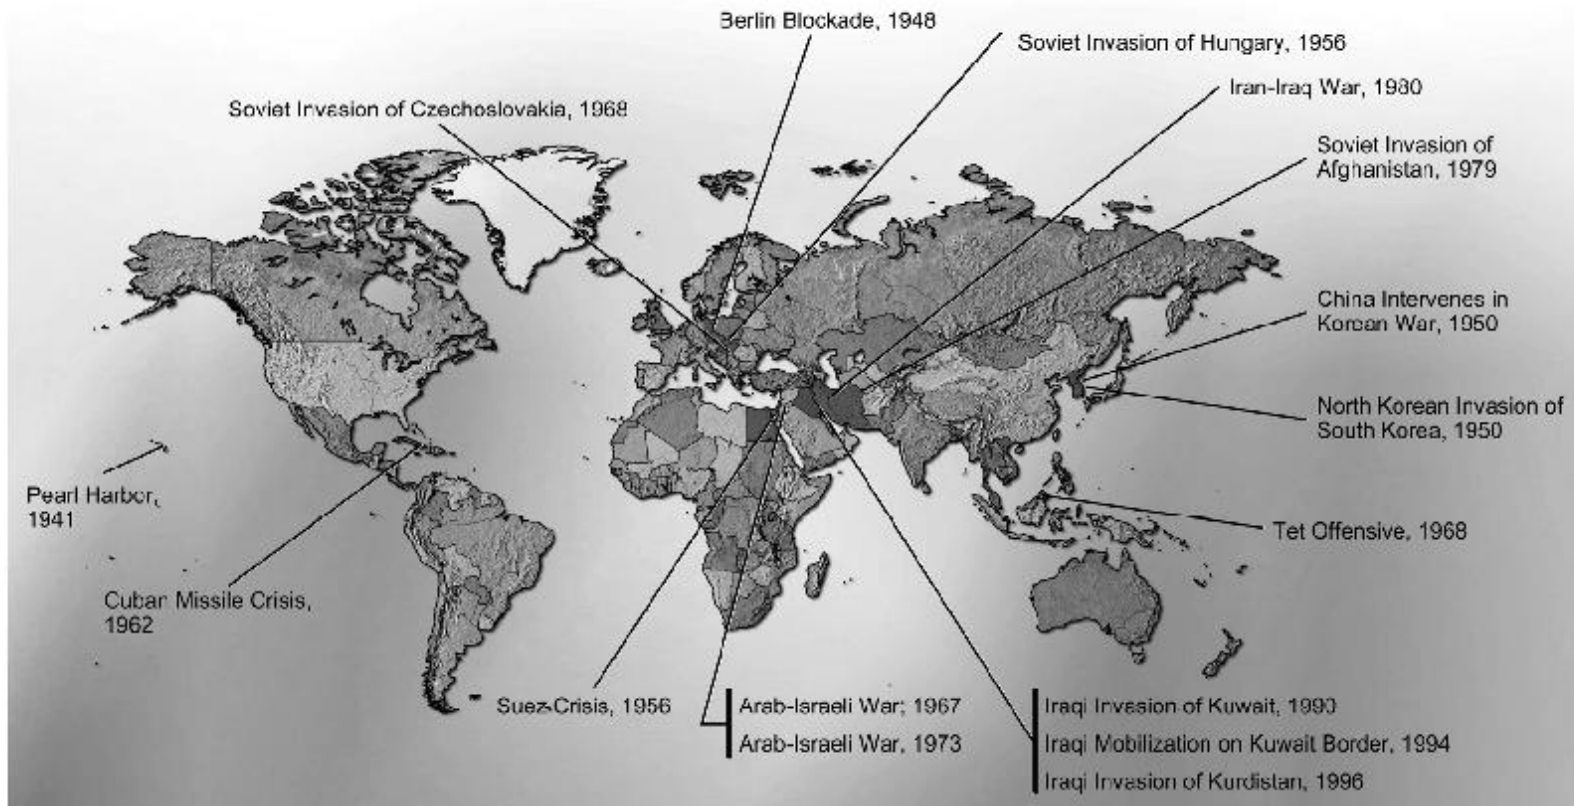 Berlin Blockade, 1948
Soviet Invasion of Hungary, 1956
Iran-Iraq War, 1980
Soviet Invasion of Czechoslovakia, 1968
Soviet Invasion of
Afghanistan, 1979
China Intervenes in
Korean War, 1950
North Korean Invasion of
South Korea, 1950
Pearl Harbor,
1941
Tet Offensive, 1968
Cuban Missile Crisis,
1962
Suez Crisis, 1956
Arab-Israeli War, 1967
Arab-Israeli War, 1973
Iraqi Invasion of Kuwait, 1990
Iraqi Mobilization on Kuwait Border, 1994
Iraqi Invasion of Kurdistan, 1996